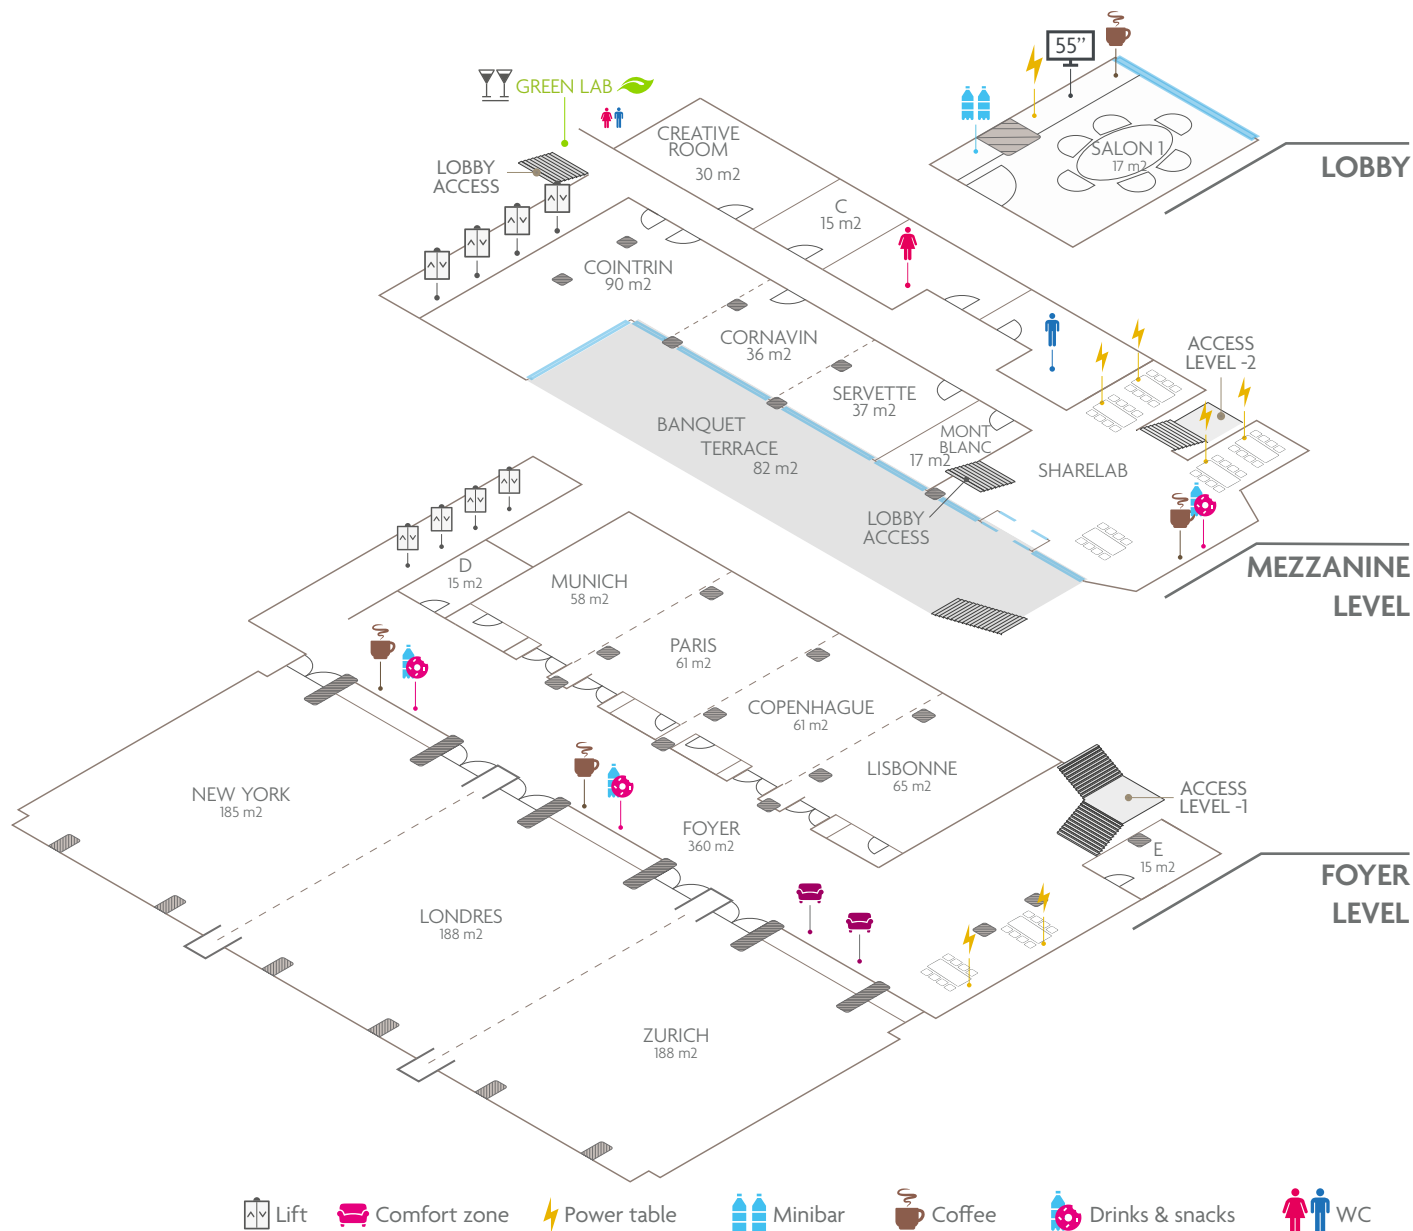 55”
SALON 1
17 m2
LOBBY
GREEN LAB
LOBBY
ACCESS
CREATIVE
ROOM
30 m2
C
15 m2
COINTRIN
90 m2
CORNAVIN
36 m2
SERVETTE
37 m2
MONT
BLANC
17 m2
BANQUET
TERRACE
82 m2
LOBBY
ACCESS
SHARELAB
ACCESS
LEVEL -2
MEZZANINE
LEVEL
D
15 m2
MUNICH
58 m2
PARIS
61 m2
COPENHAGUE
61 m2
LISBONNE
65 m2
ACCESS
LEVEL -1
NEW YORK
185 m2
FOYER
360 m2
E
15 m2
FOYER
LEVEL
LONDRES
188 m2
ZURICH
188 m2
Lift
Comfort zone
Power table
Minibar
Coffee
Drinks & snacks
WC